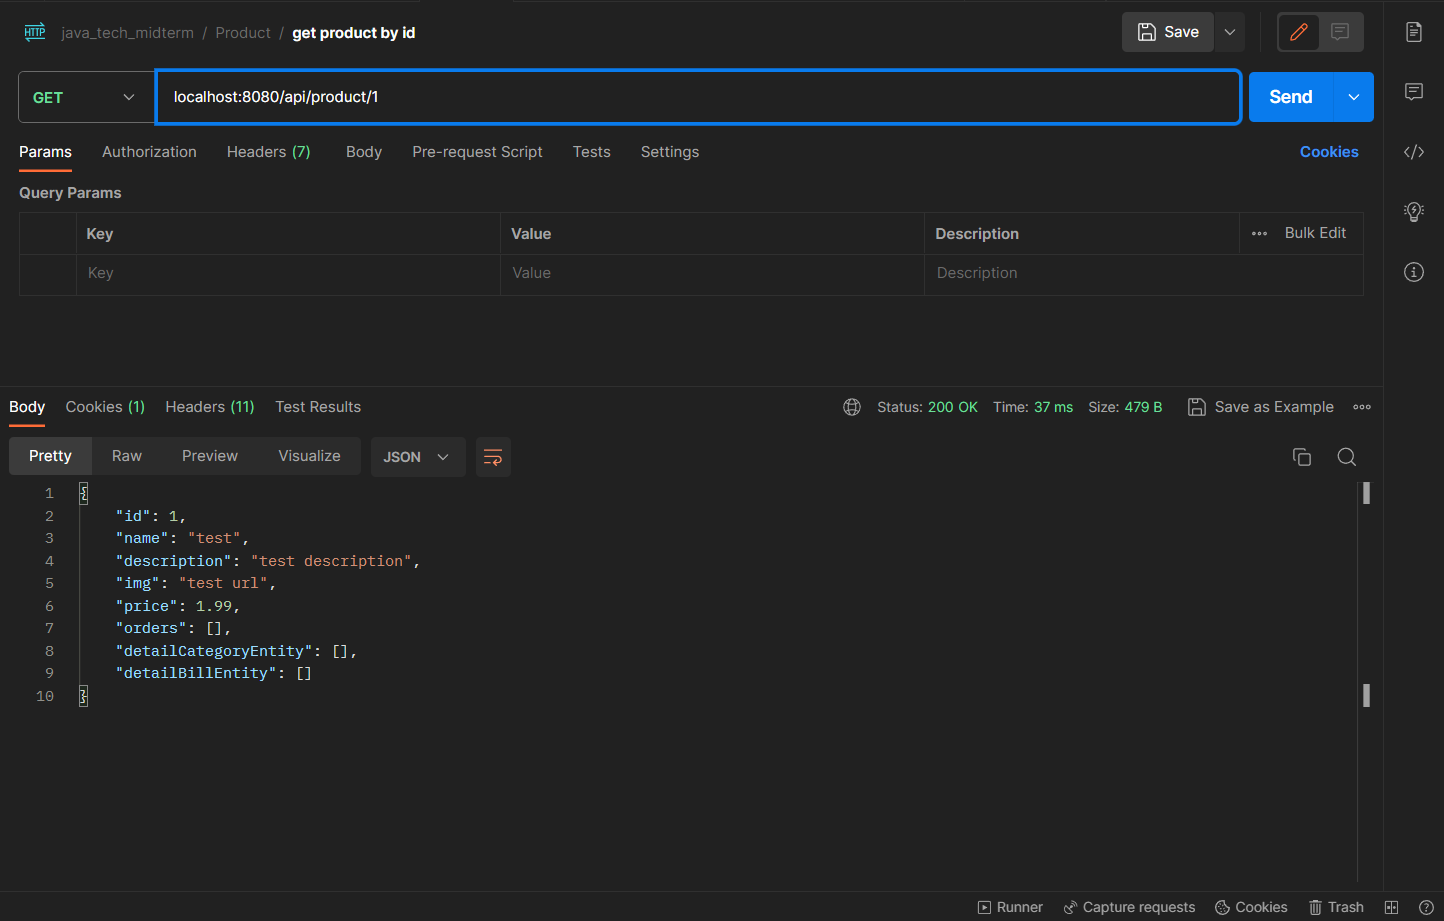 HTTP java_tech_midterm / Product / get product by id Save
GET localhost:8080/api/product/1 Send
Params Authorization Headers (7) Body Pre-request Script Tests Settings Cookies
Query Params
Key Value Description Bulk Edit
Key Value Description
Body Cookies (1) Headers (11) Test Results Status: 200 OK Time: 37 ms Size: 479 B Save as Example
Pretty Raw Preview Visualize JSON
1 {
2 "id": 1,
3 "name": "test",
4 "description": "test description",
5 "img": "test url",
6 "price": 1.99,
7 "orders": [],
8 "detailCategoryEntity": [],
9 "detailBillEntity": []
10 }
Runner Capture requests Cookies Trash